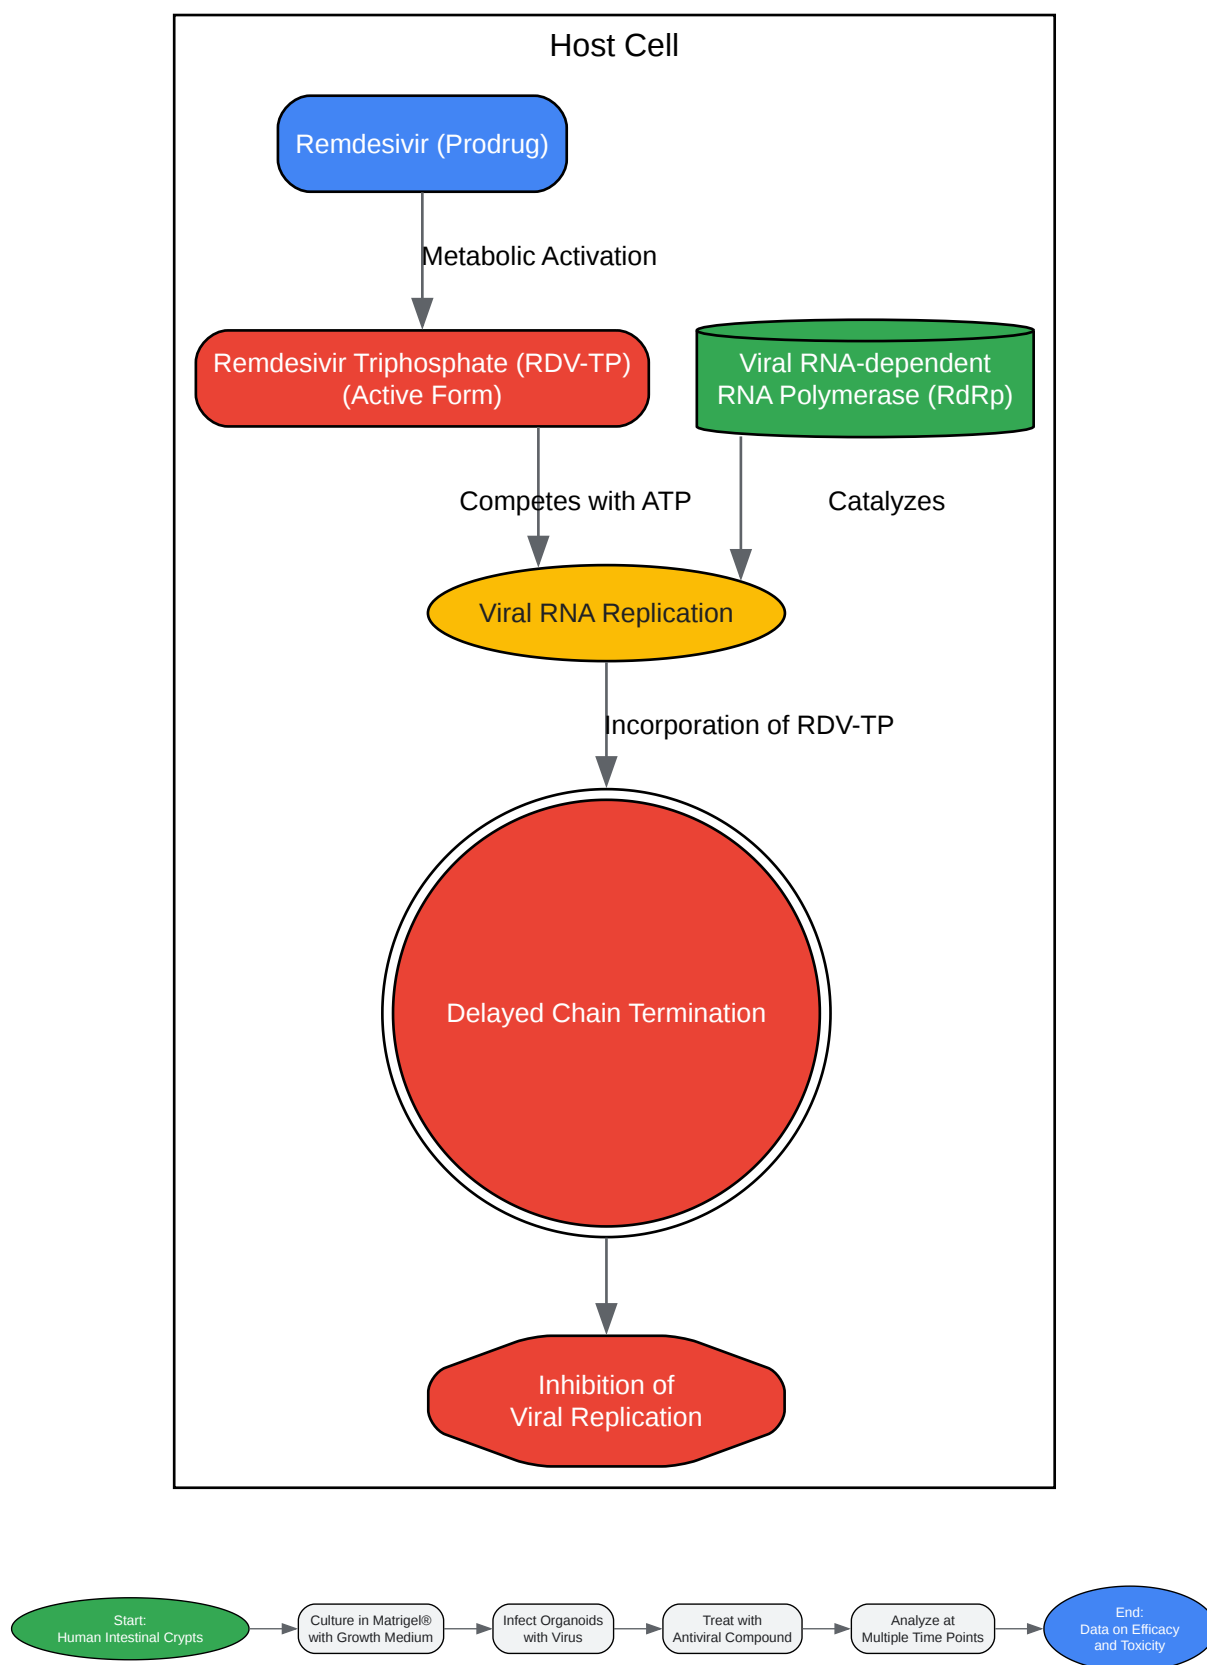 Host Cell
Remdesivir (Prodrug)
Metabolic Activation
Remdesivir Triphosphate (RDV-TP)
(Active Form)
Viral RNA-dependent
RNA Polymerase (RdRp)
Competes with ATP
Catalyzes
Viral RNA Replication
Incorporation of RDV-TP
Delayed Chain Termination
Inhibition of
Viral Replication
Start:
Human Intestinal Crypts
Culture in Matrigel®
with Growth Medium
Infect Organoids
with Virus
Treat with
Antiviral Compound
Analyze at
Multiple Time Points
End:
Data on Efficacy
and Toxicity